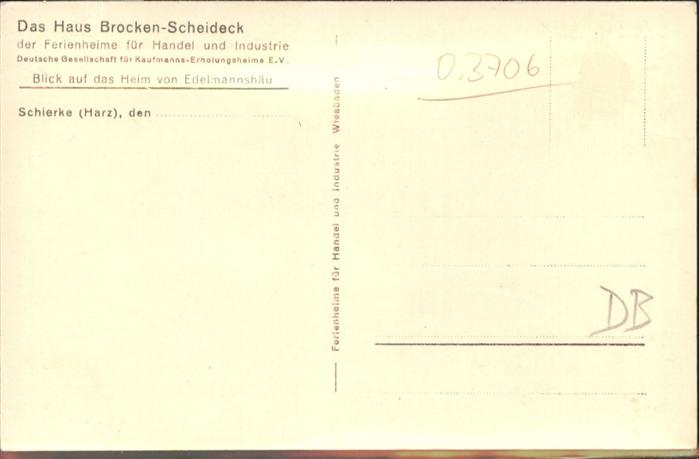 Das Haus Brocken-Scheideck
der Ferienheime für Handel und Industrie
Deutsche Gesellschaft für Kaufmanns-Erholungsheime E.V.
Blick auf das Heim von Edelmannshäu
Schierke (Harz), den
Ferienheime für Handel und Industrie Wiesbaden
0.3706
DB